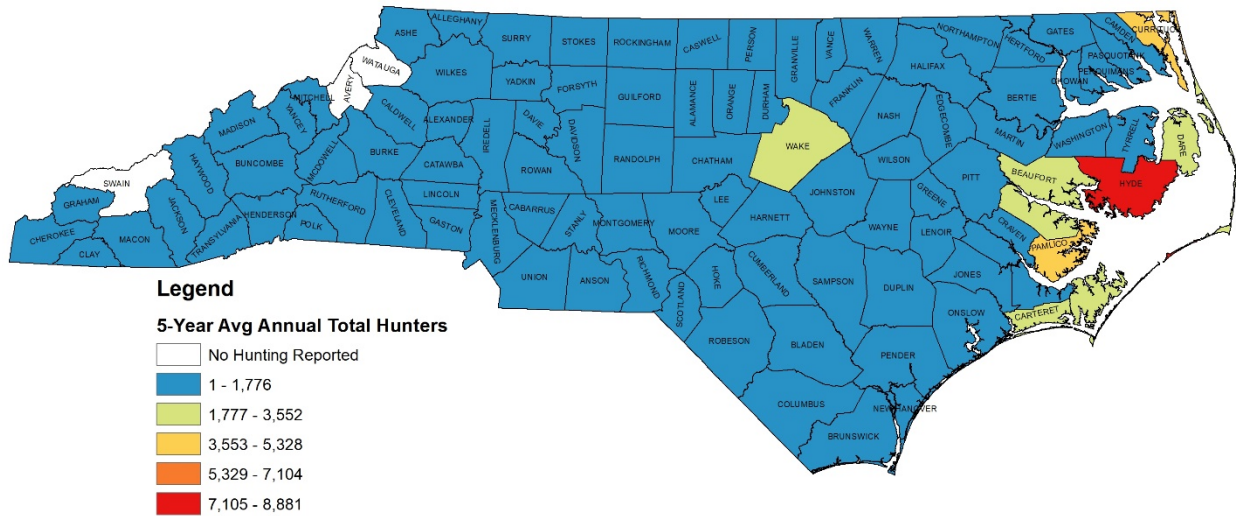 ALLEGHANY
ASHE
SURRY
STOKES
ROCKINGHAM
CASWELL
PERSON
GRANVILLE
VANCE
WARREN
NORTHAMPTON
HERTFORD
GATES
CAMDEN
CURRITUCK
PASQUOTANK
PERQUIMANS
CHOWAN
WATAUGA
WILKES
YADKIN
FORSYTH
GUILFORD
ALAMANCE
ORANGE
DURHAM
FRANKLIN
HALIFAX
BERTIE
AVERY
MITCHELL
YANCEY
MADISON
CALDWELL
ALEXANDER
IREDELL
DAVIE
DAVIDSON
RANDOLPH
CHATHAM
WAKE
NASH
EDGECOMBE
MARTIN
WASHINGTON
TYRRELL
DARE
SWAIN
HAYWOOD
BUNCOMBE
MCDOWELL
BURKE
CATAWBA
ROWAN
WILSON
PITT
BEAUFORT
HYDE
GRAHAM
JACKSON
HENDERSON
RUTHERFORD
CLEVELAND
LINCOLN
CABARRUS
STANLY
MONTGOMERY
MOORE
LEE
HARNETT
JOHNSTON
WAYNE
GREENE
LENOIR
CRAVEN
PAMLICO
CHEROKEE
MACON
CLAY
TRANSYLVANIA
POLK
GASTON
MECKLENBURG
UNION
ANSON
RICHMOND
SCOTLAND
HOKE
CUMBERLAND
SAMPSON
DUPLIN
JONES
ONSLOW
CARTERET
ROBESON
BLADEN
PENDER
COLUMBUS
NEW HANOVER
BRUNSWICK
Legend
5-Year Avg Annual Total Hunters
No Hunting Reported
1 - 1,776
1,777 - 3,552
3,553 - 5,328
5,329 - 7,104
7,105 - 8,881